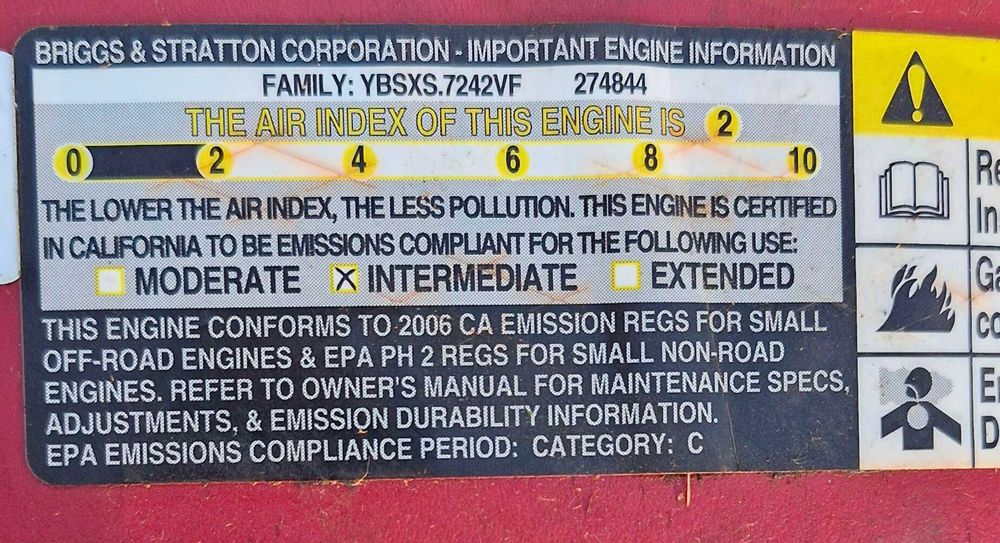 BRIGGS & STRATTON CORPORATION - IMPORTANT ENGINE INFORMATION
FAMILY: YBSXS.7242VF 274844
THE AIR INDEX OF THIS ENGINE IS 2
0 2 4 6 8 10
THE LOWER THE AIR INDEX, THE LESS POLLUTION. THIS ENGINE IS CERTIFIED
IN CALIFORNIA TO BE EMISSIONS COMPLIANT FOR THE FOLLOWING USE:
MODERATE INTERMEDIATE EXTENDED
THIS ENGINE CONFORMS TO 2006 CA EMISSION REGS FOR SMALL
OFF-ROAD ENGINES & EPA PH 2 REGS FOR SMALL NON-ROAD
ENGINES. REFER TO OWNER'S MANUAL FOR MAINTENANCE SPECS,
ADJUSTMENTS, & EMISSION DURABILITY INFORMATION.
EPA EMISSIONS COMPLIANCE PERIOD: CATEGORY: C